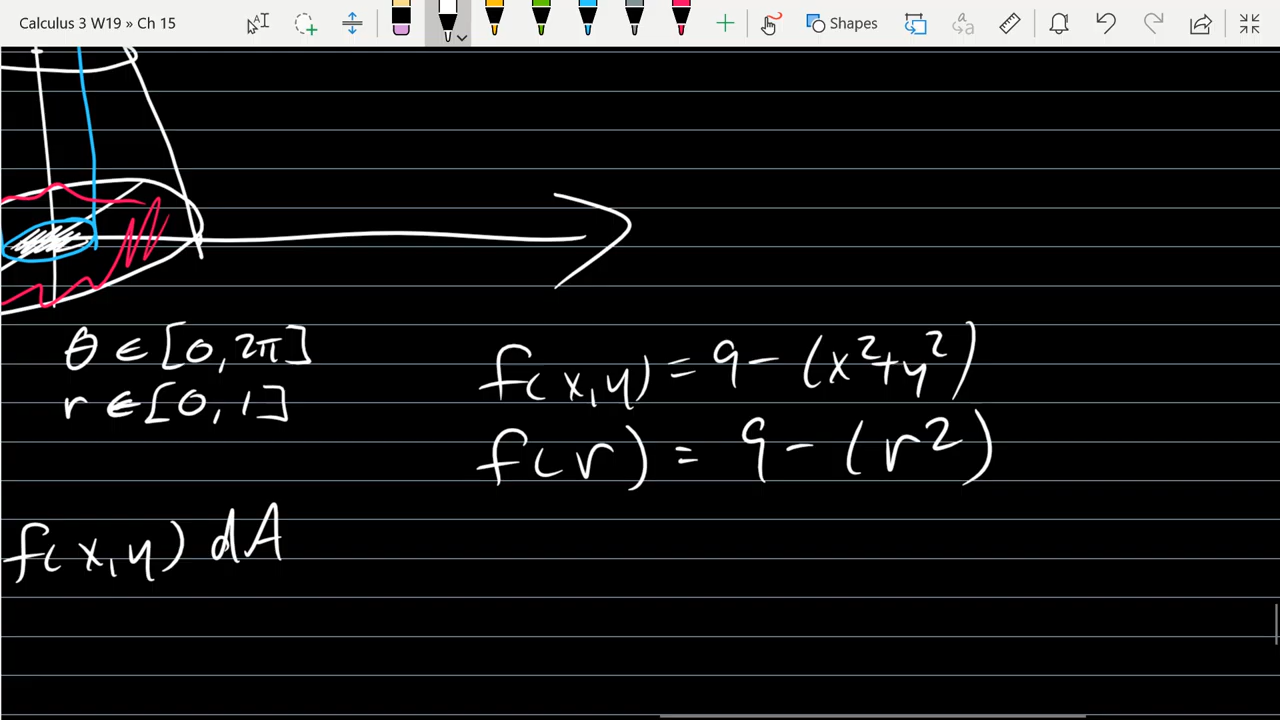 Calculus 3 W19 » Ch 15
Shapes
θ ∈ [0, 2π]
r ∈ [0, 1]
f(x,y) = 9 - (x²+y²)
f(r) = 9 - (r²)
f(x,y) dA